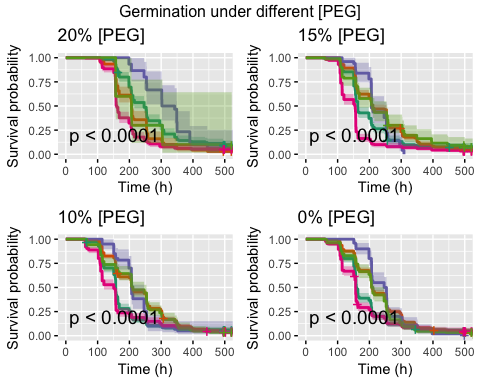 Germination under different [PEG]
20% [PEG]
15% [PEG]
Survival probability
1.00
0.75
0.50
0.25
0.00
p < 0.0001
0 100 200 300 400 500
Time (h)
Survival probability
1.00
0.75
0.50
0.25
0.00
p < 0.0001
0 100 200 300 400 500
Time (h)
10% [PEG]
0% [PEG]
Survival probability
1.00
0.75
0.50
0.25
0.00
p < 0.0001
0 100 200 300 400 500
Time (h)
Survival probability
1.00
0.75
0.50
0.25
0.00
p < 0.0001
0 100 200 300 400 500
Time (h)